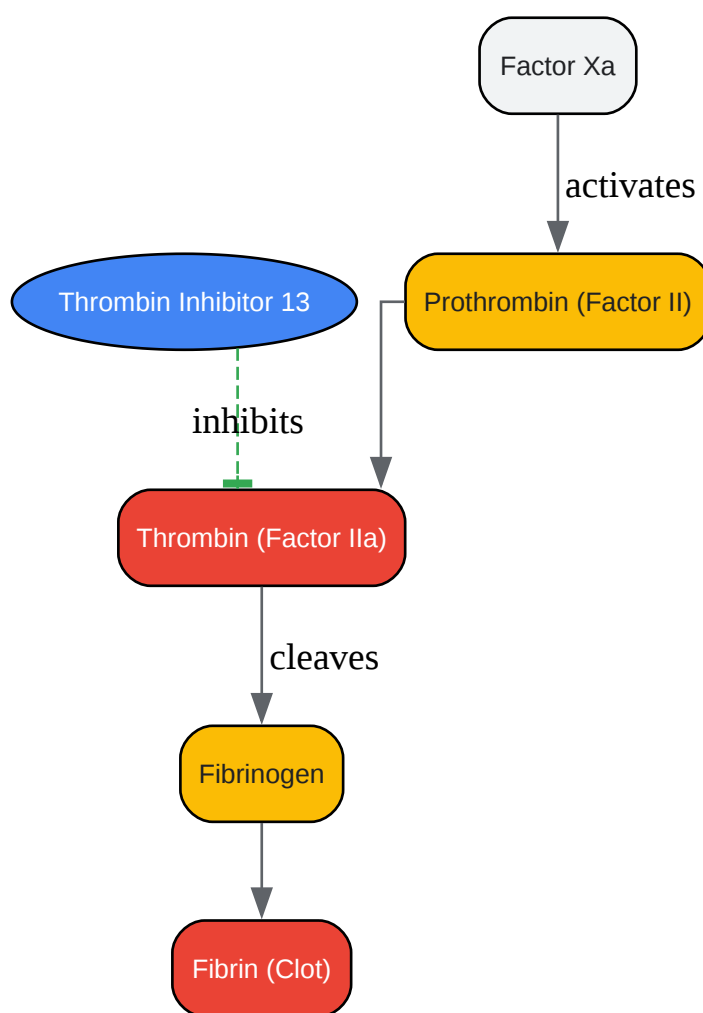 Factor Xa
activates
Thrombin Inhibitor 13
Prothrombin (Factor II)
inhibits
Thrombin (Factor IIa)
cleaves
Fibrinogen
Fibrin (Clot)